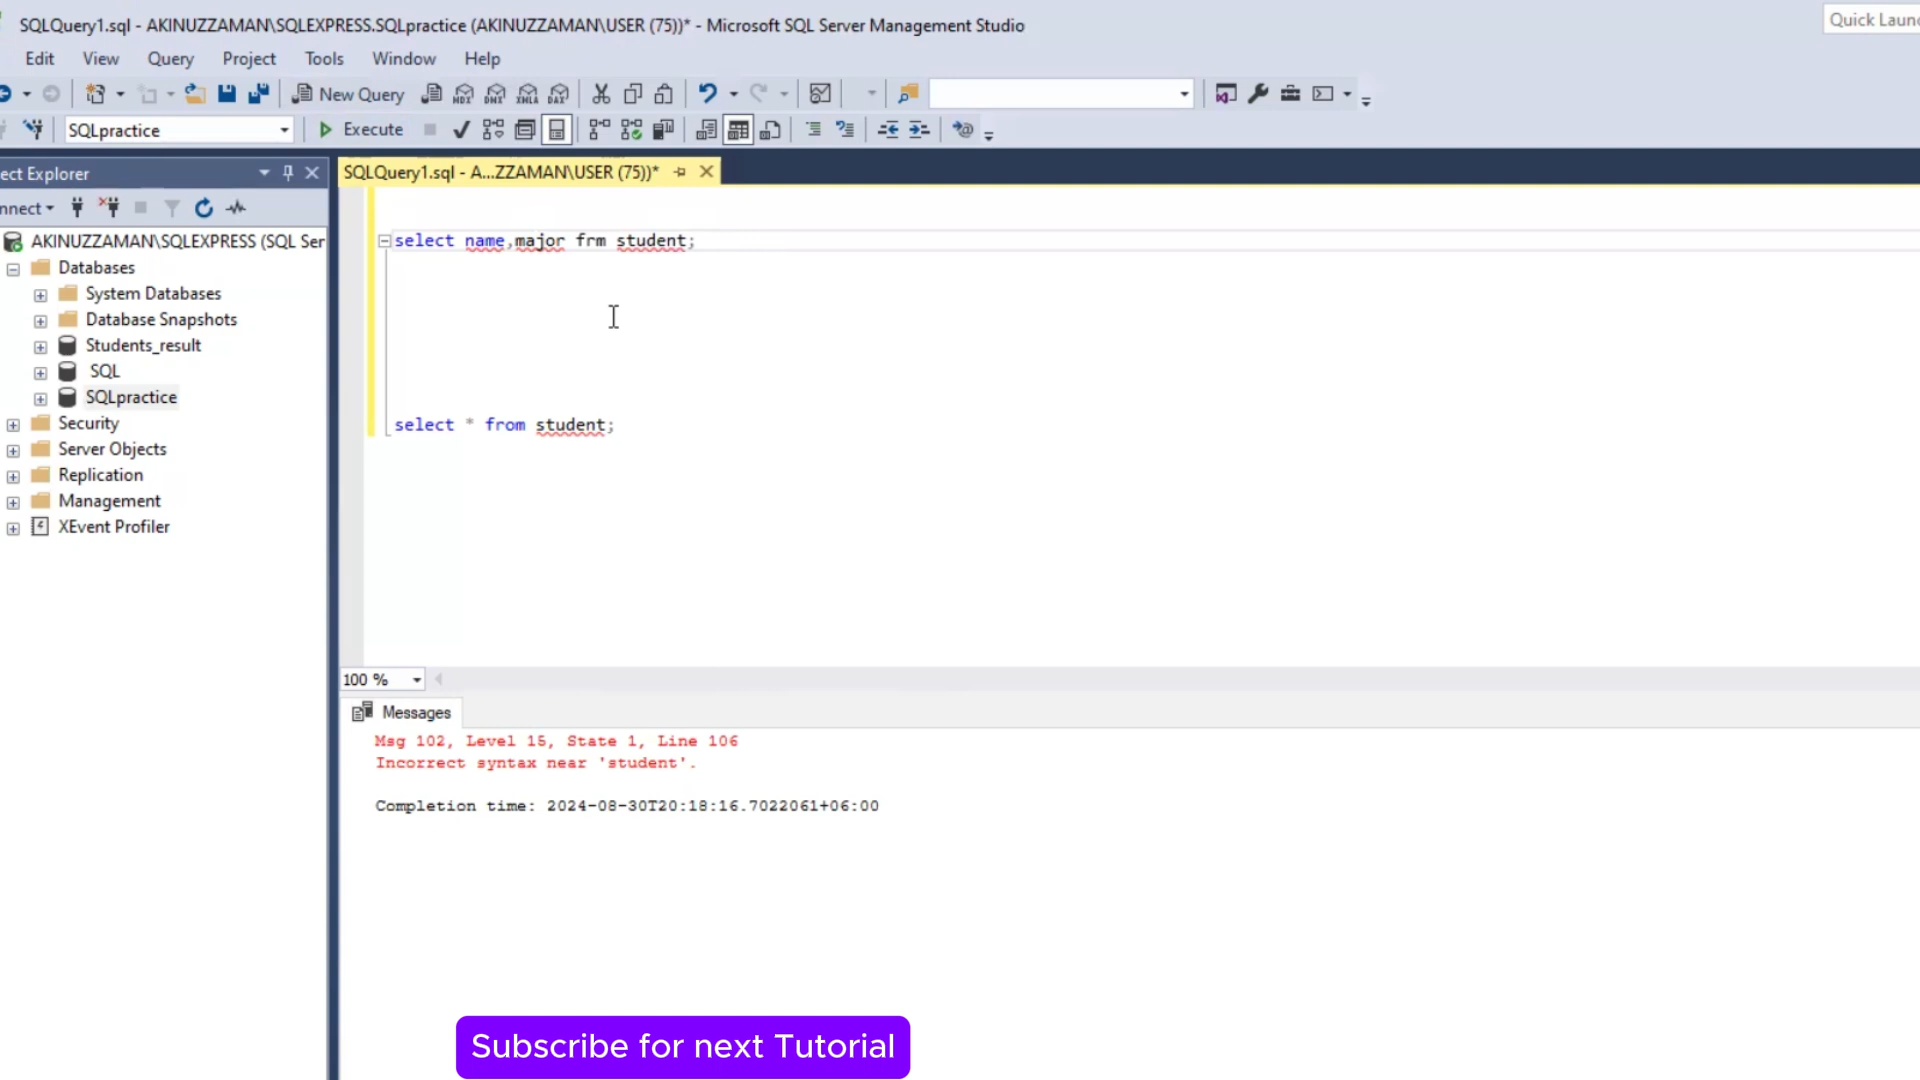 SQLQuery1.sql - AKINUZZAMAN\SQLEXPRESS.SQLpractice (AKINUZZAMAN\USER (75))* - Microsoft SQL Server Management Studio
Quick Laun
Edit View Query Project Tools Window Help
New Query MDX DMX XMLA DAX
SQLpractice Execute
ect Explorer
SQLQuery1.sql - A...ZZAMAN\USER (75))*
nnect
AKINUZZAMAN\SQLEXPRESS (SQL Ser
Databases
System Databases
Database Snapshots
Students_result
SQL
SQLpractice
Security
Server Objects
Replication
Management
XEvent Profiler
select name,major frm student;
select * from student;
100 %
Messages
Msg 102, Level 15, State 1, Line 106
Incorrect syntax near 'student'.
Completion time: 2024-08-30T20:18:16.7022061+06:00
Subscribe for next Tutorial